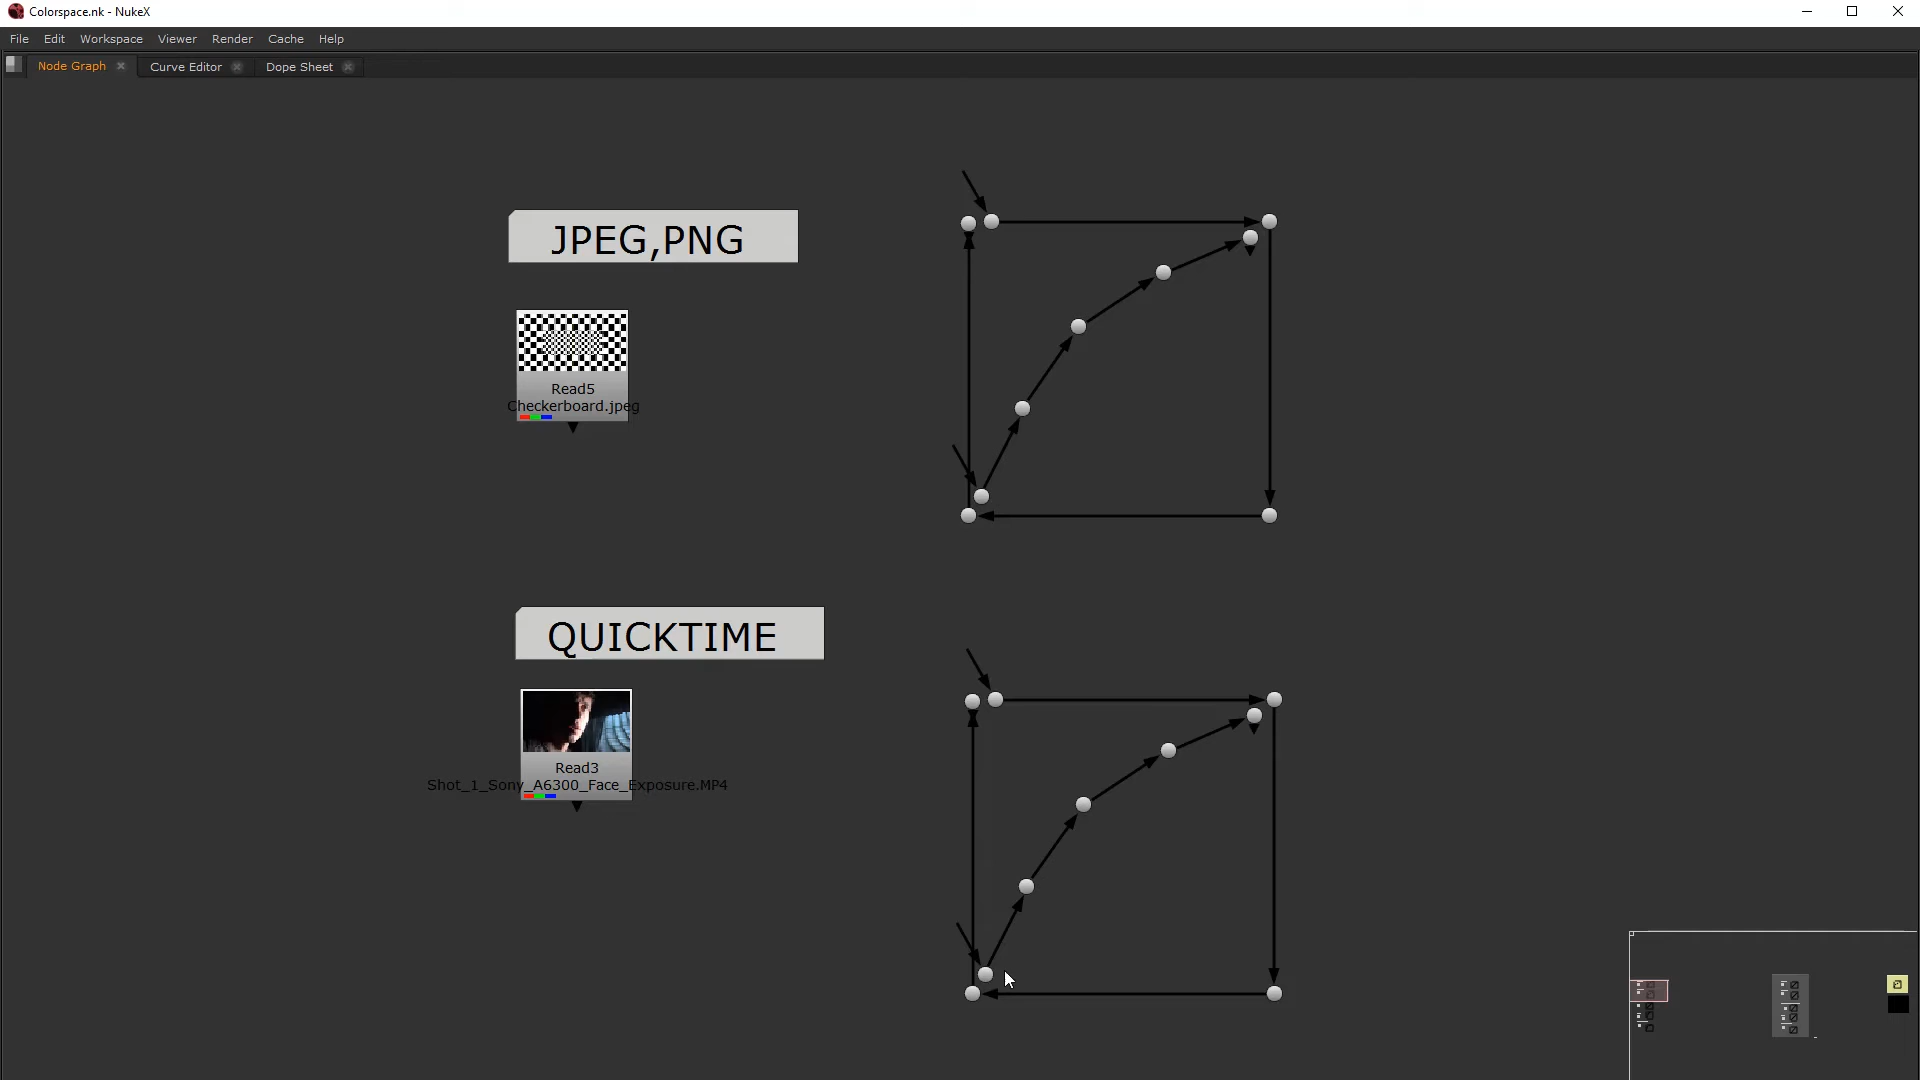 Colorspace.nk - NukeX
File Edit Workspace Viewer Render Cache Help
Node Graph Curve Editor Dope Sheet
JPEG,PNG
Read5
Checkerboard.jpeg
QUICKTIME
Read3
Shot_1_Sony_A6300_Face_Exposure.MP4